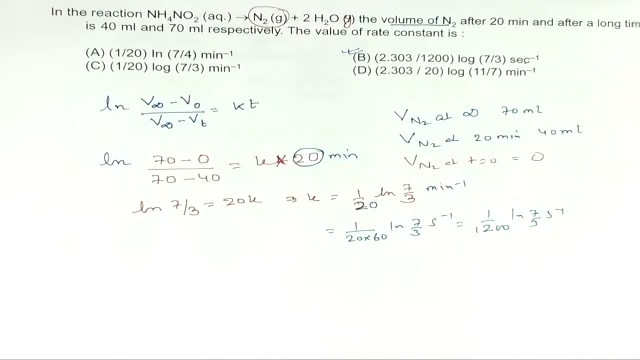 In the reaction NH₄NO₂ (aq.) → N₂ (g) + 2 H₂O (g) the volume of N₂ after 20 min and after a long time
is 40 ml and 70 ml respectively. The value of rate constant is :
(A) (1/20) ln (7/4) min⁻¹
(B) (2.303 /1200) log (7/3) sec⁻¹
(C) (1/20) log (7/3) min⁻¹
(D) (2.303 / 20) log (11/7) min⁻¹
ln (V∞ – V₀)/(V∞ – Vt) = kt
V N₂ at ∞ 70 ml
V N₂ at 20 min 40 ml
V N₂ at t=0 = 0
ln (70 – 0)/(70 – 40) = k × 20 min
ln 7/3 = 20k ⇒ k = 1/20 ln 7/3 min⁻¹
= 1/(20×60) ln 7/3 s⁻¹ = 1/1200 ln 7/3 s⁻¹